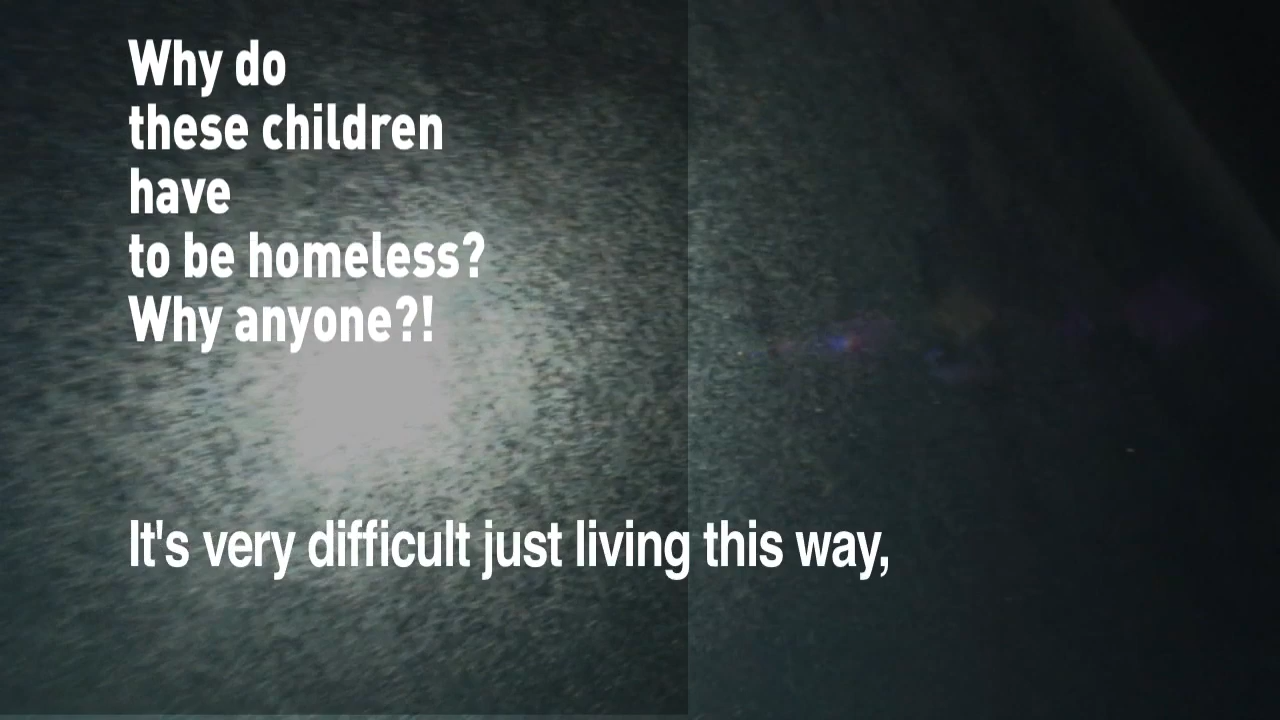 Why do
these children
have
to be homeless?
Why anyone?!
It's very difficult just living this way,